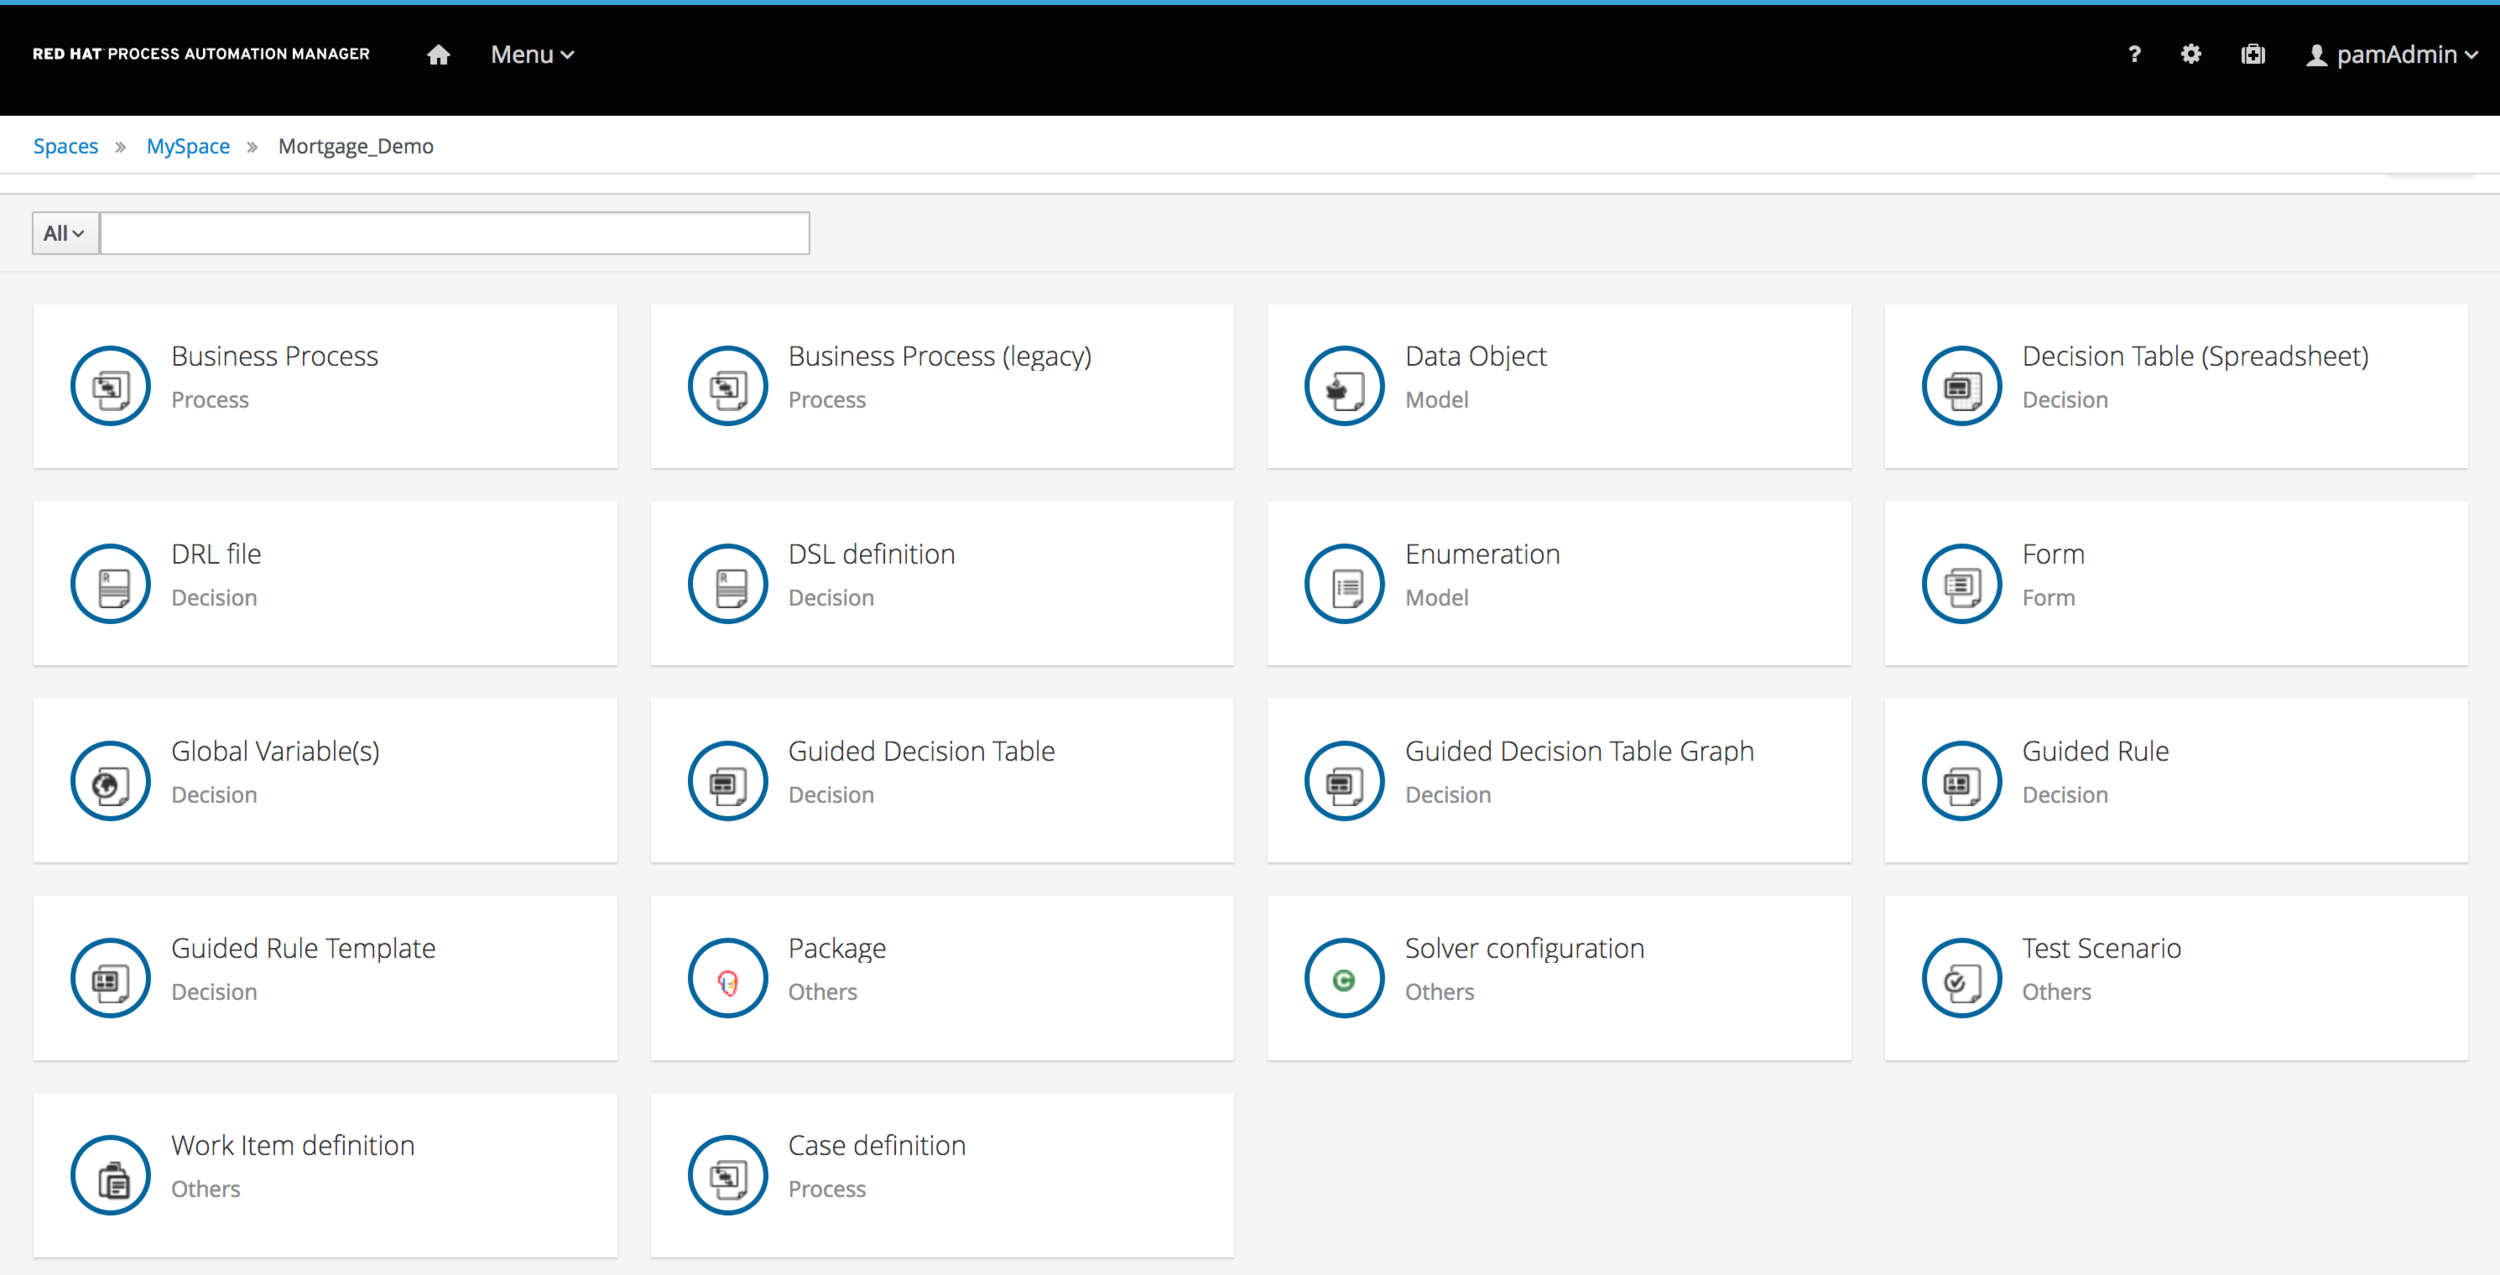 RED HAT PROCESS AUTOMATION MANAGER Menu ? pamAdmin
Spaces » MySpace » Mortgage_Demo
All
Business Process
Process
Business Process (legacy)
Process
Data Object
Model
Decision Table (Spreadsheet)
Decision
DRL file
Decision
DSL definition
Decision
Enumeration
Model
Form
Form
Global Variable(s)
Decision
Guided Decision Table
Decision
Guided Decision Table Graph
Decision
Guided Rule
Decision
Guided Rule Template
Decision
Package
Others
Solver configuration
Others
Test Scenario
Others
Work Item definition
Others
Case definition
Process